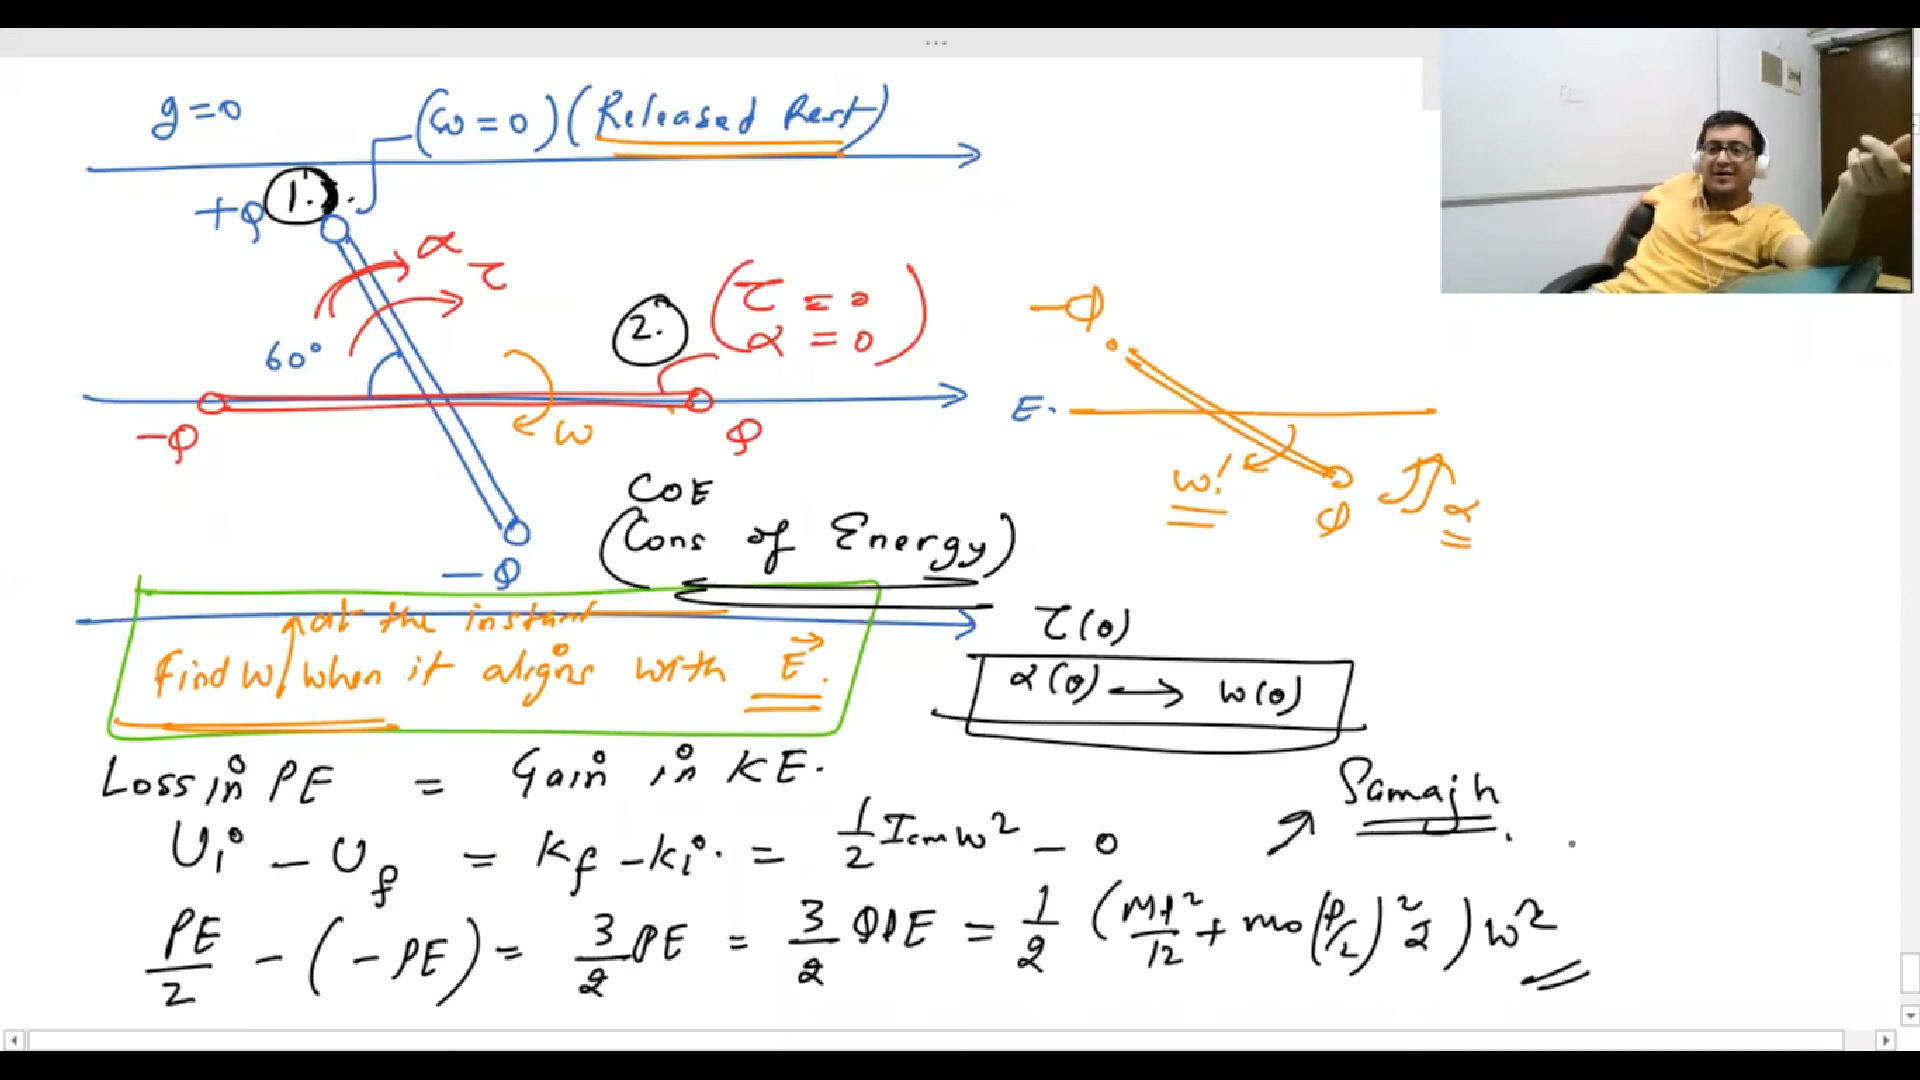 g=0
(ω=0) (Released Rest)
+Q
1.
α
τ
2.
(τ = 0
α = 0)
60°
-Q
Q
ω
-Q
E.
ω!
Q
α
-Q
COE
(Cons of Energy)
at the instant
find ω when it aligns with E.
τ(θ)
α(θ) → ω(θ)
Loss in PE = Gain in KE.
Ui - Uf = Kf - Ki = 1/2 Icm ω² - 0
Samajh.
PE/2 - (-PE) = 3/2 PE = 3/2 QlE = 1/2 (Ml²/12 + m0(l/2)² 2) ω²